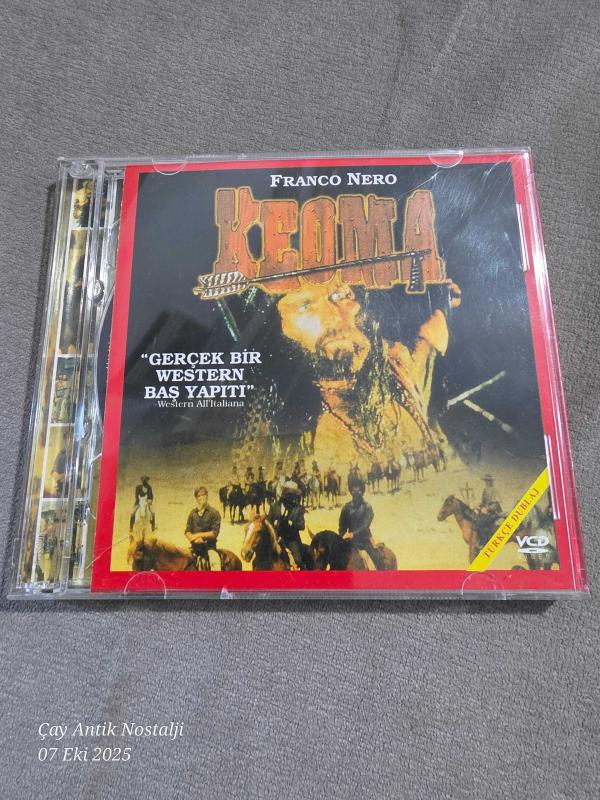 FRANCO NERO
KEOMA
“GERÇEK BİR
WESTERN
BAŞ YAPITI”
Western All'Italiana
TÜRKÇE DUBLAJ
VCD
Çay Antik Nostalji
07 Eki 2025